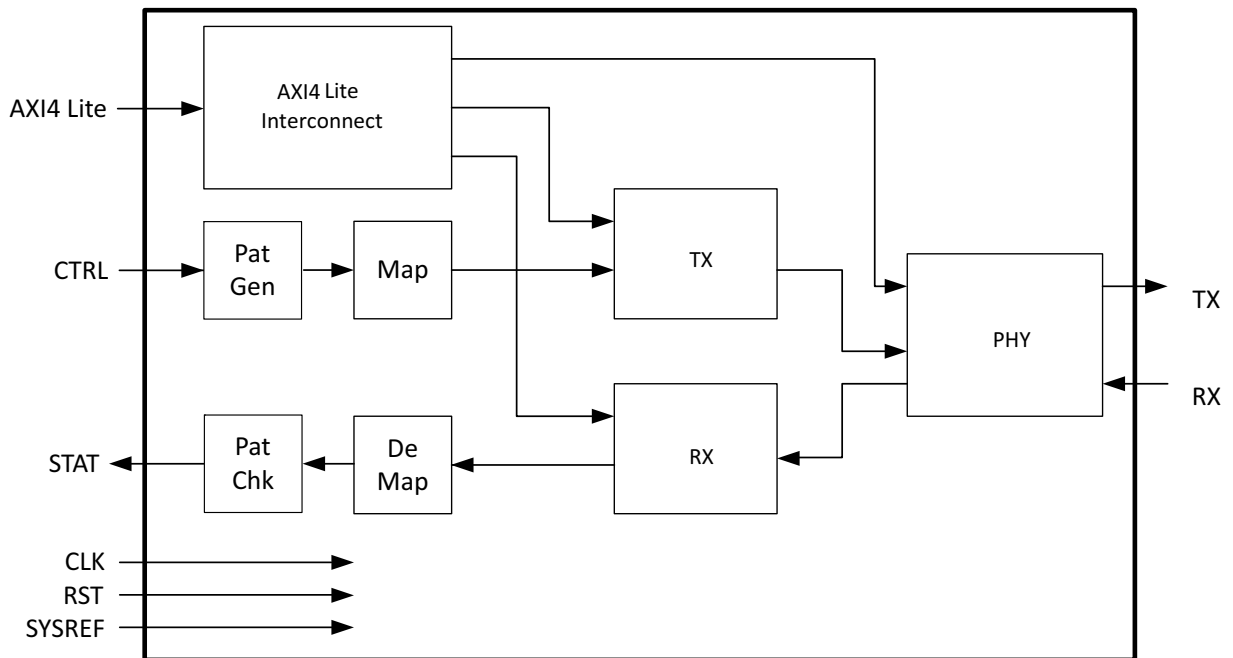 AXI4 Lite
AXI4 Lite
Interconnect
CTRL
Pat
Gen
Map
TX
PHY
TX
RX
STAT
Pat
Chk
De
Map
RX
CLK
RST
SYSREF